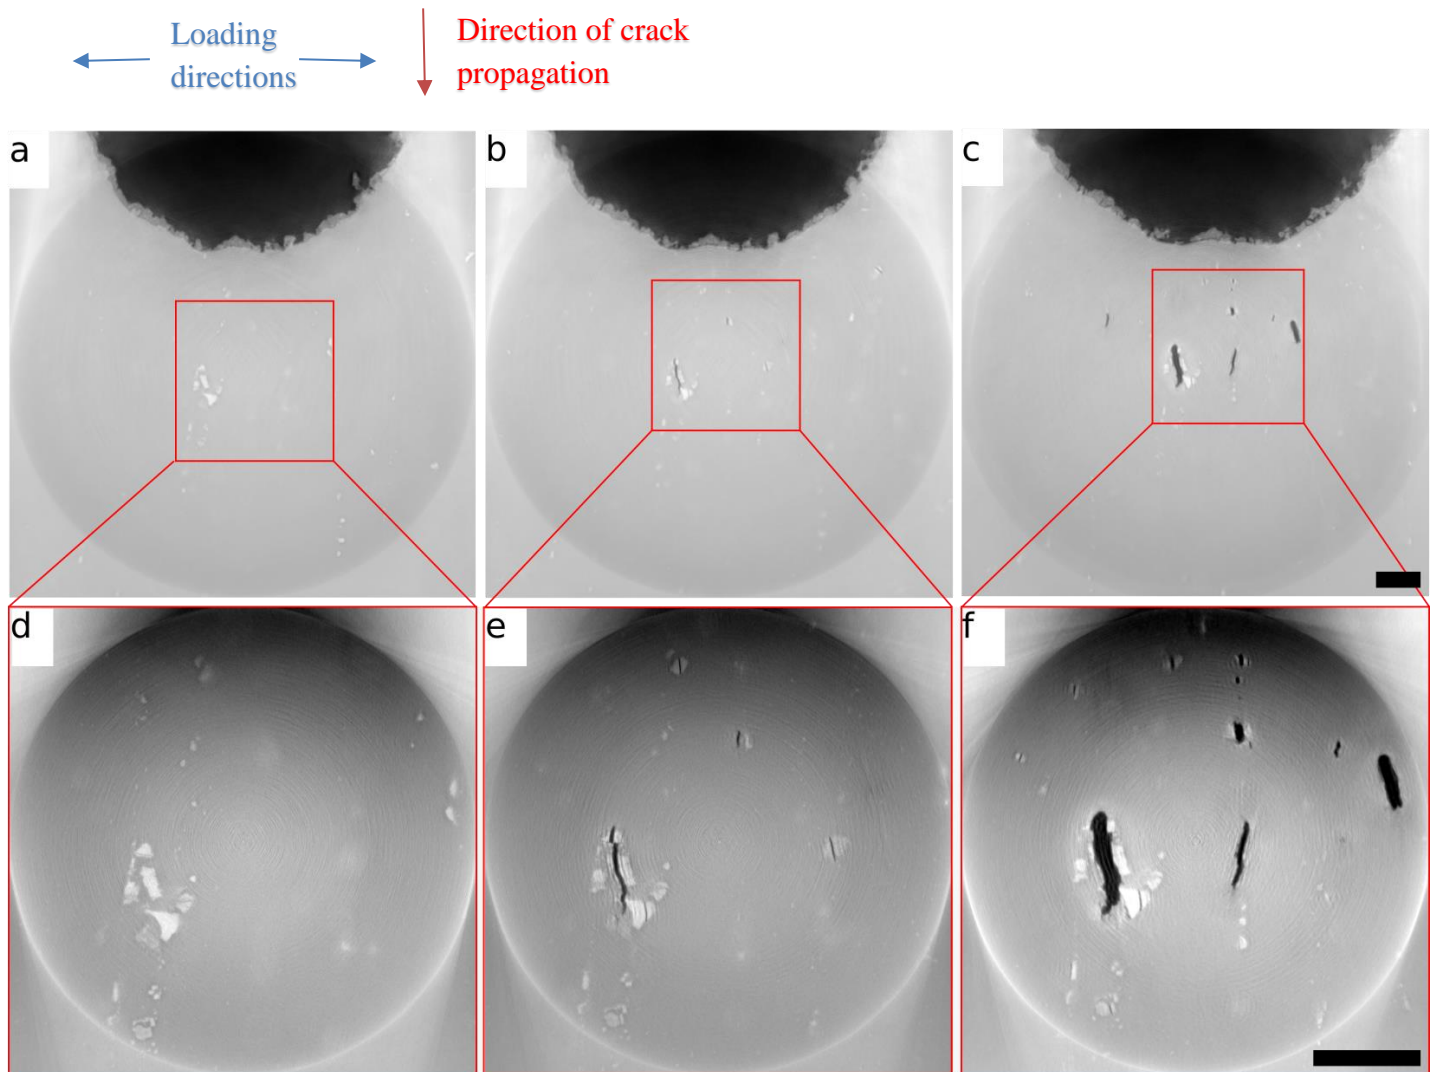 Loading
directions
Direction of crack
propagation
a
b
c
d
e
f